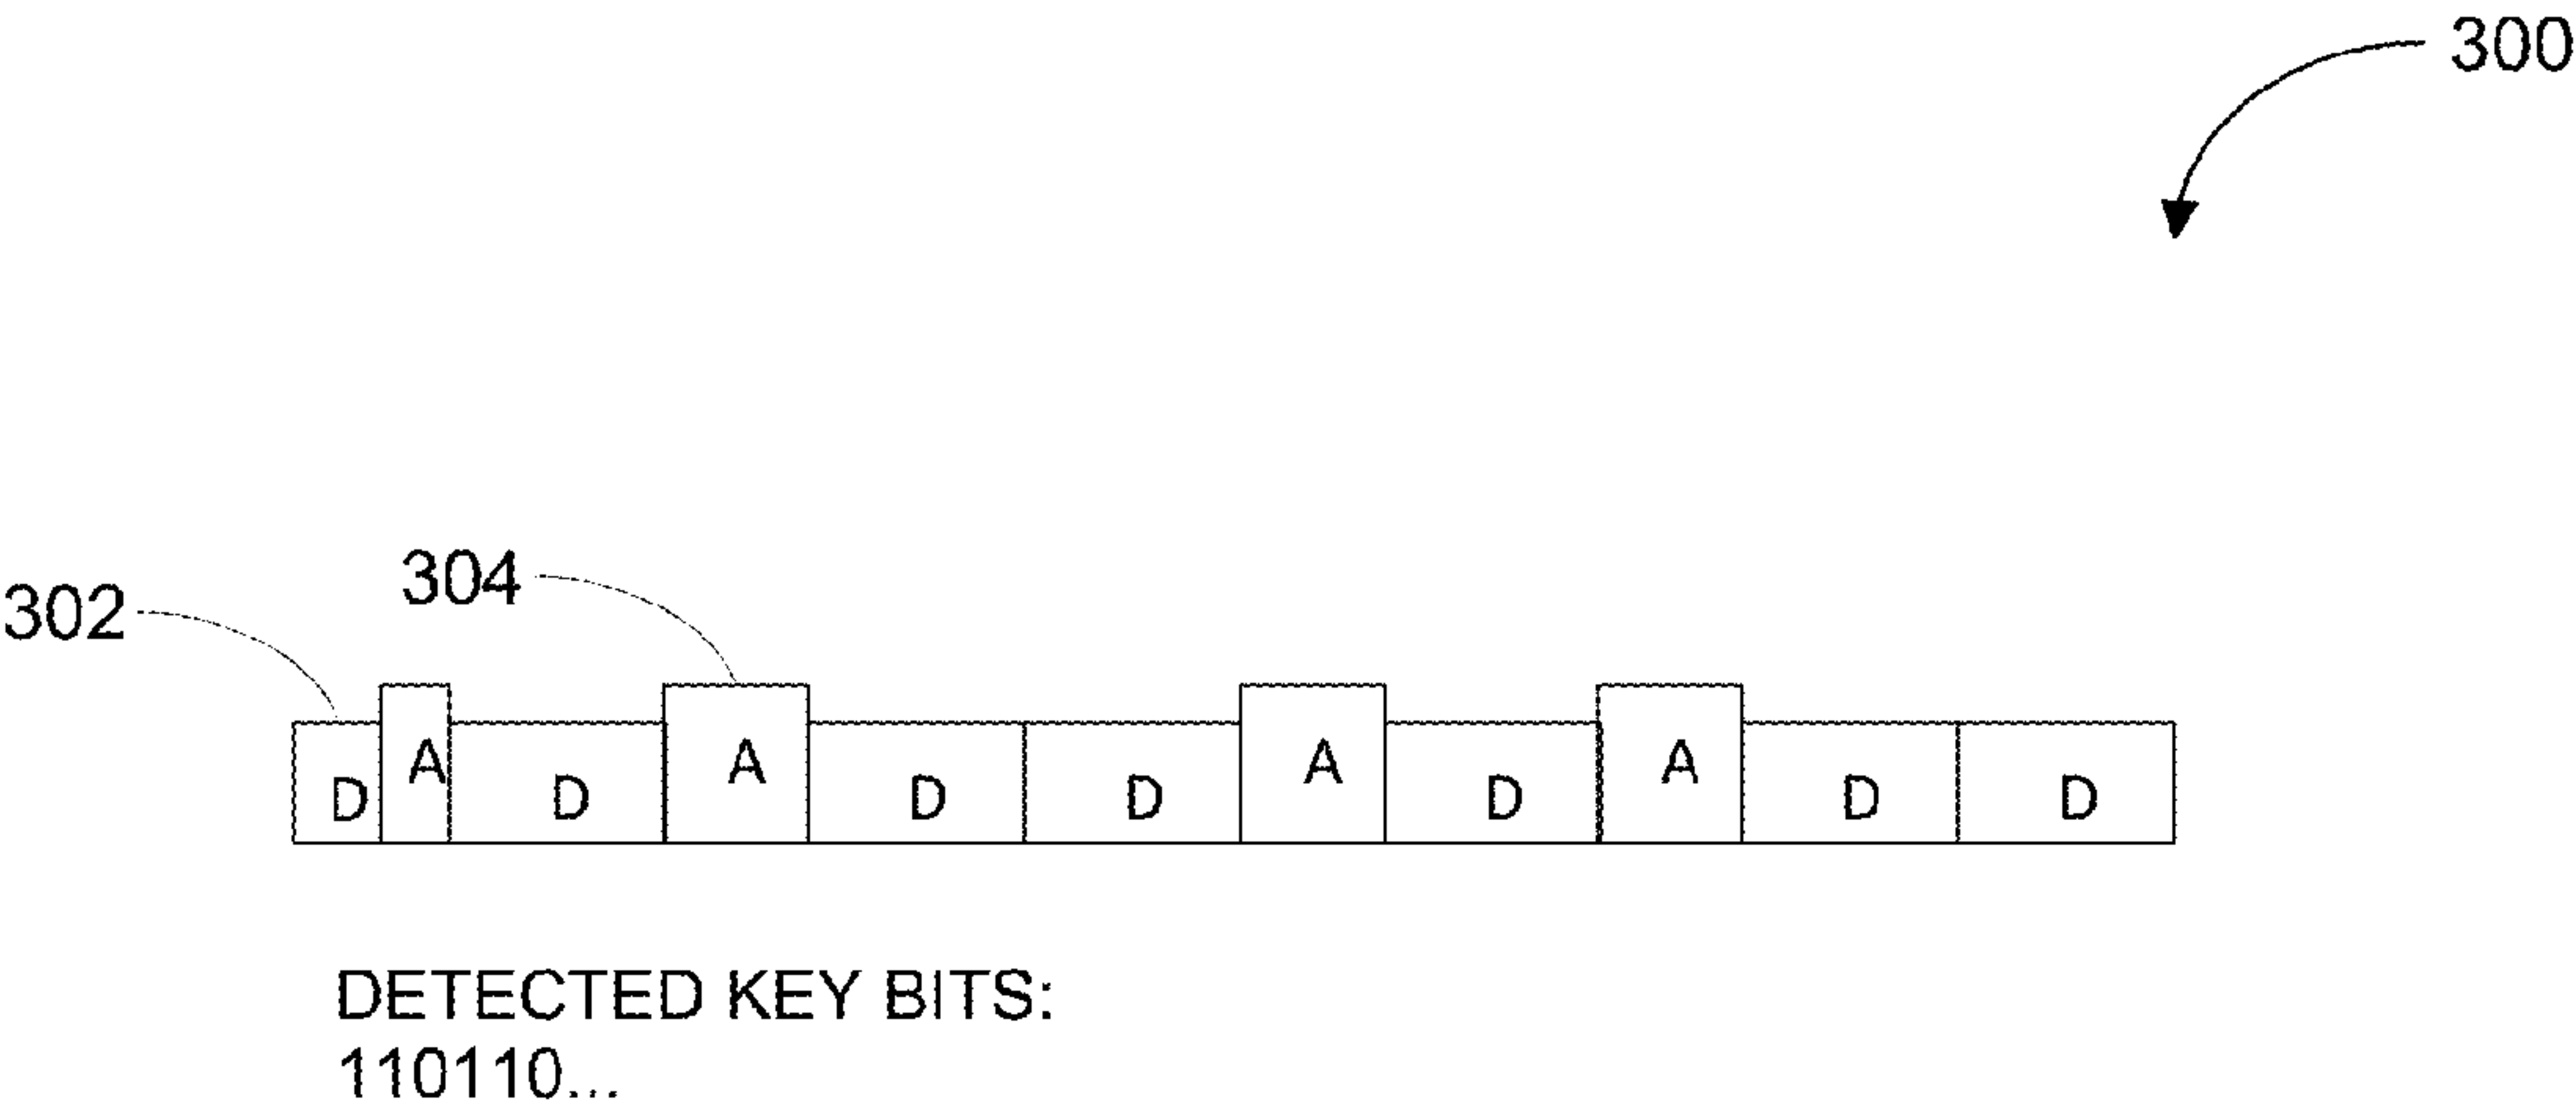 300
304
302
D A D A D D A D A D D
DETECTED KEY BITS:
110110...